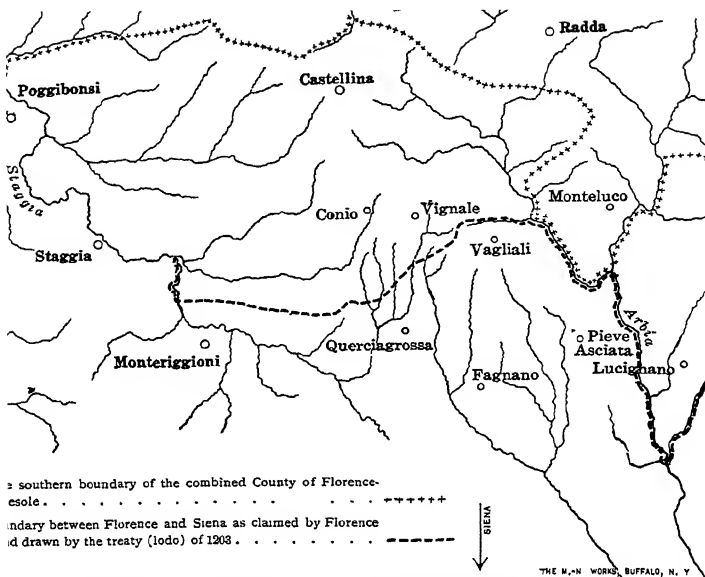 Radda
Castellina
Poggibonsi
Staggia
Conio
Vignale
Monteluco
Staggia
Vagliali
Arbia
Monteriggioni
Querciagrossa
Pieve
Asciata
Lucignano
Fagnano
e southern boundary of the combined County of Florence-
esole . . . . . . . . . . . . . . . .
undary between Florence and Siena as claimed by Florence
nd drawn by the treaty (lodo) of 1203 . . . . . . . . .
SIENA
THE WORKS, BUFFALO, N. Y